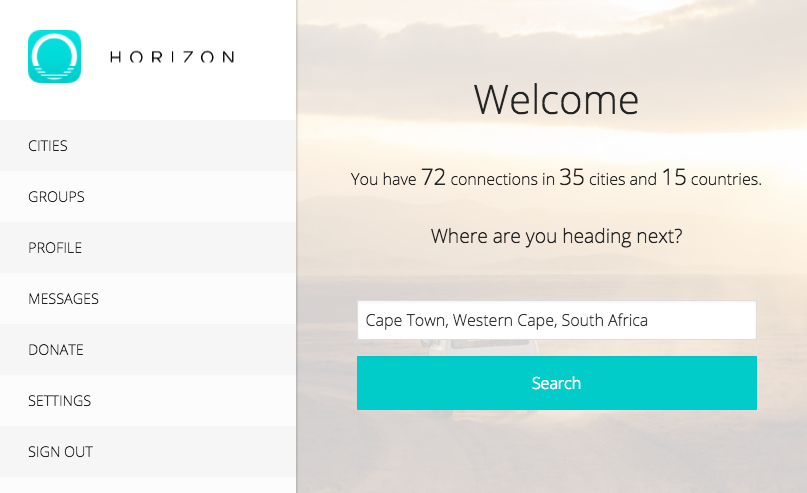 HORIZON
CITIES
GROUPS
PROFILE
MESSAGES
DONATE
SETTINGS
SIGN OUT
Welcome
You have 72 connections in 35 cities and 15 countries.
Where are you heading next?
Cape Town, Western Cape, South Africa
Search